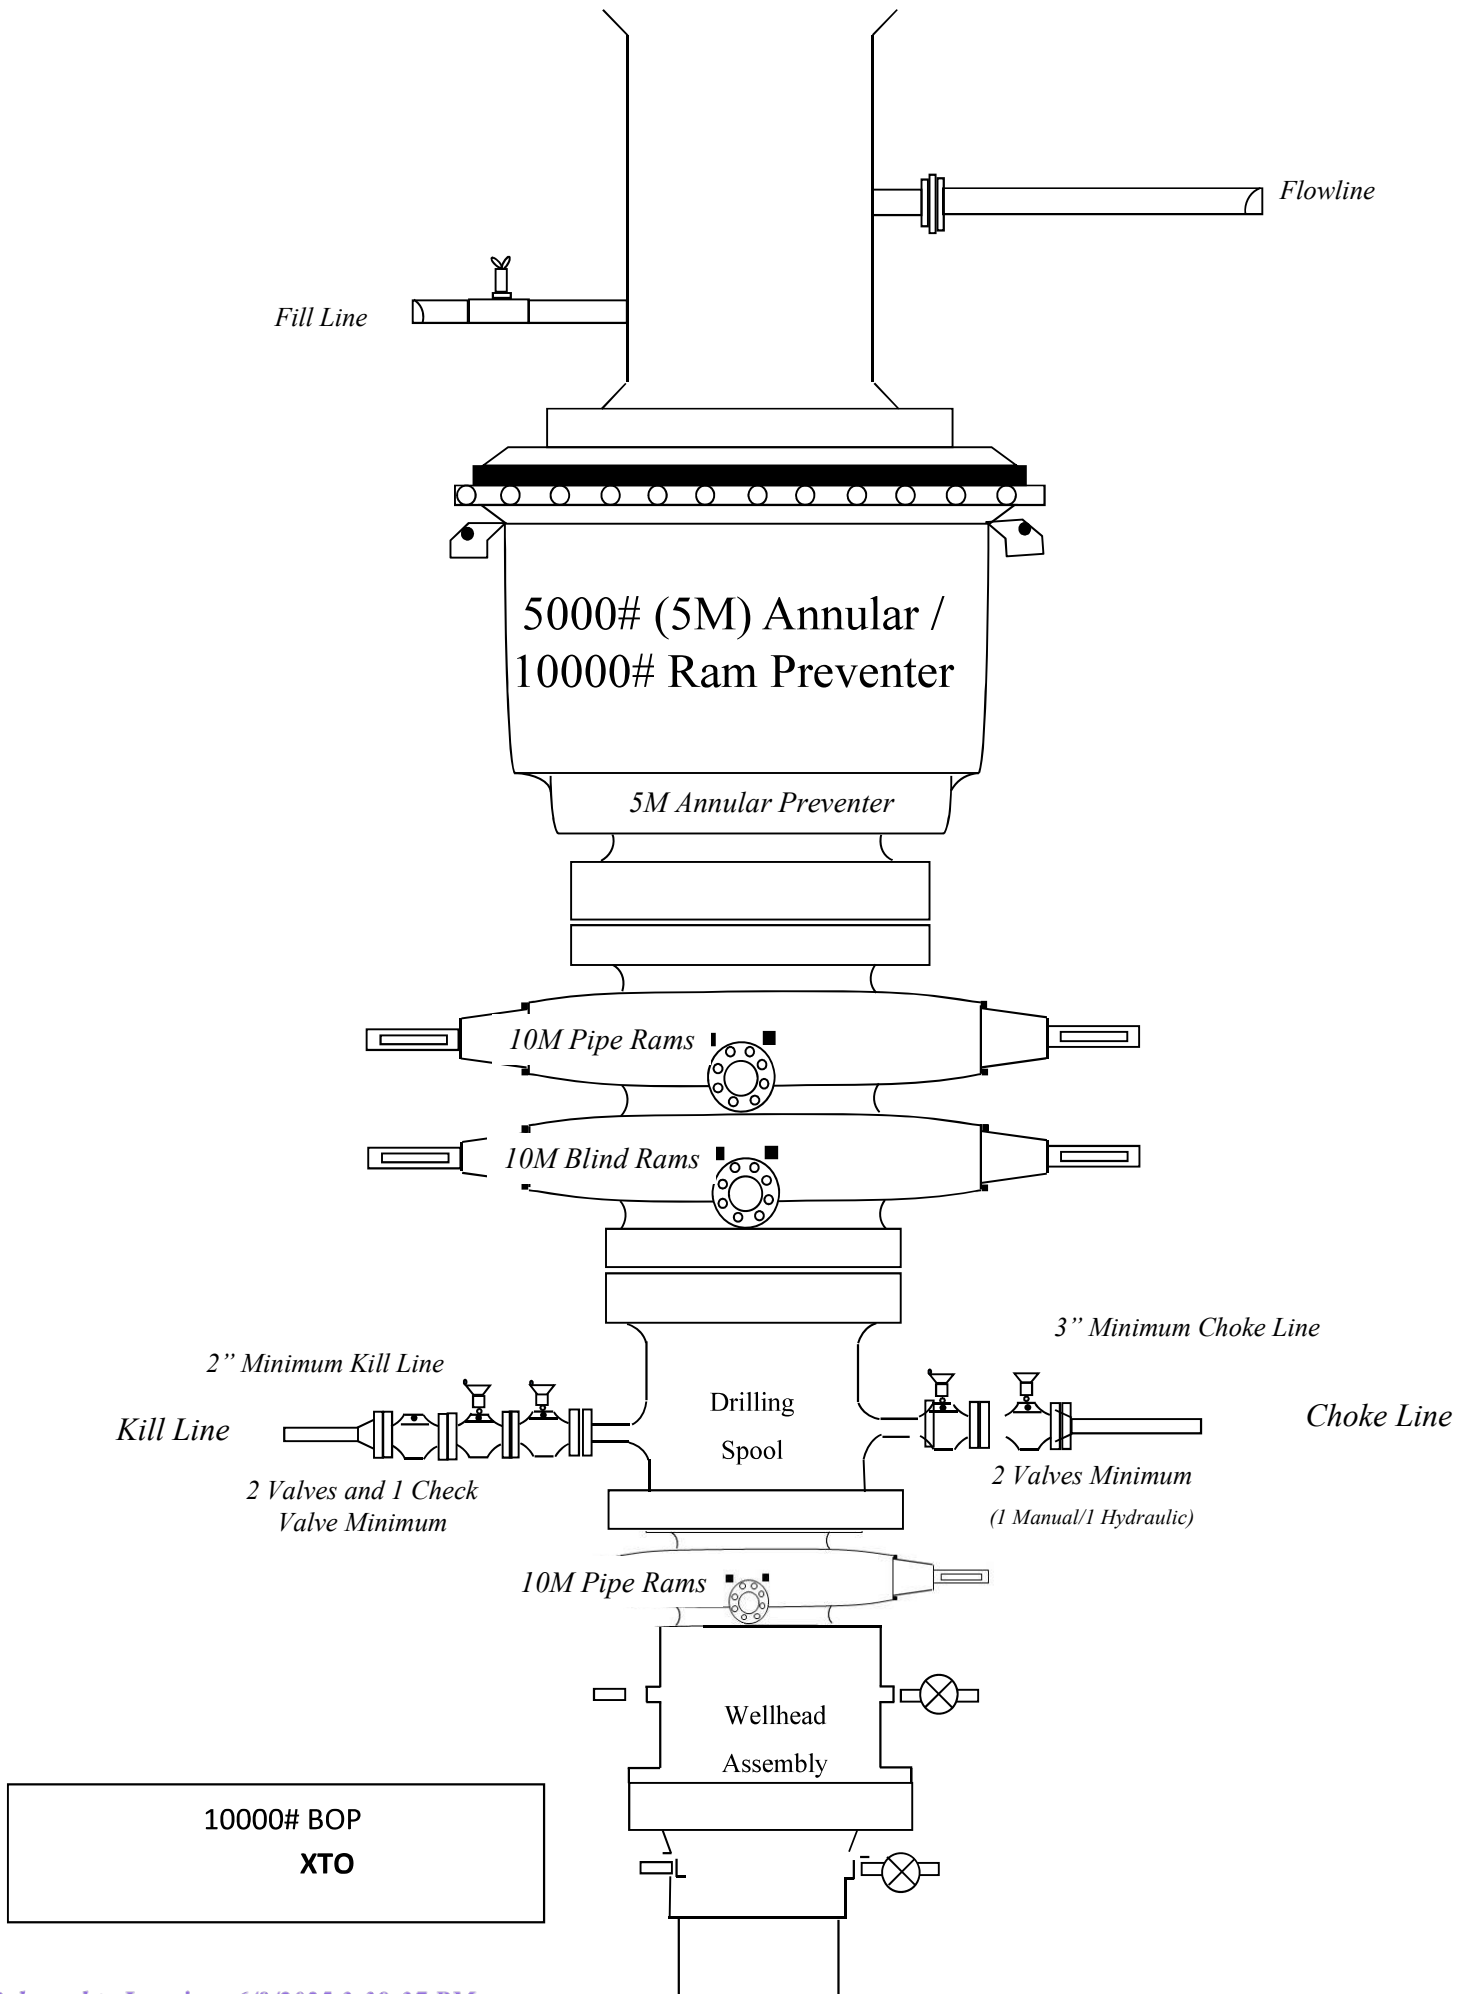 Flowline
Fill Line
5000# (5M) Annular /
10000# Ram Preventer
5M Annular Preventer
10M Pipe Rams
10M Blind Rams
3” Minimum Choke Line
2” Minimum Kill Line
Drilling
Spool
Kill Line
Choke Line
2 Valves and 1 Check
Valve Minimum
2 Valves Minimum
(1 Manual/1 Hydraulic)
10M Pipe Rams
Wellhead
Assembly
10000# BOP
XTO